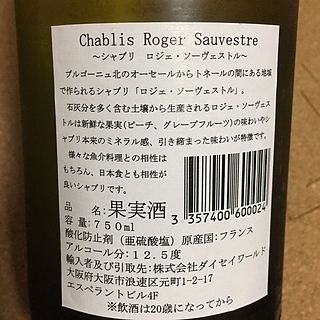 Chablis Roger Sauvestre
～シャブリ　ロジェ・ソーヴェストル～
ブルゴーニュ北のオーセールからトネールの間にある地域
で作られるシャブリ「ロジェ・ソーヴェストル」。
石灰分を多く含む土壌から生産されるロジェ・ソーヴェス
トルは新鮮な果実(ピーチ、グレープフルーツ)の味わいやシ
ャブリ本来のミネラル感、引き締まった味わいが特徴です。
様々な魚介料理との相性は
もちろん、日本食とも相性が
良いシャブリです。
品 名:果実酒
3 357400 600024
容 量:750ml
酸化防止剤（亜硫酸塩）原産国:フランス
アルコール分:12.5度
輸入者及び引取先:株式会社ダイセイワールド
大阪府大阪市浪速区元町1-2-17
エスペラントビル4F
※飲酒は20歳になってから